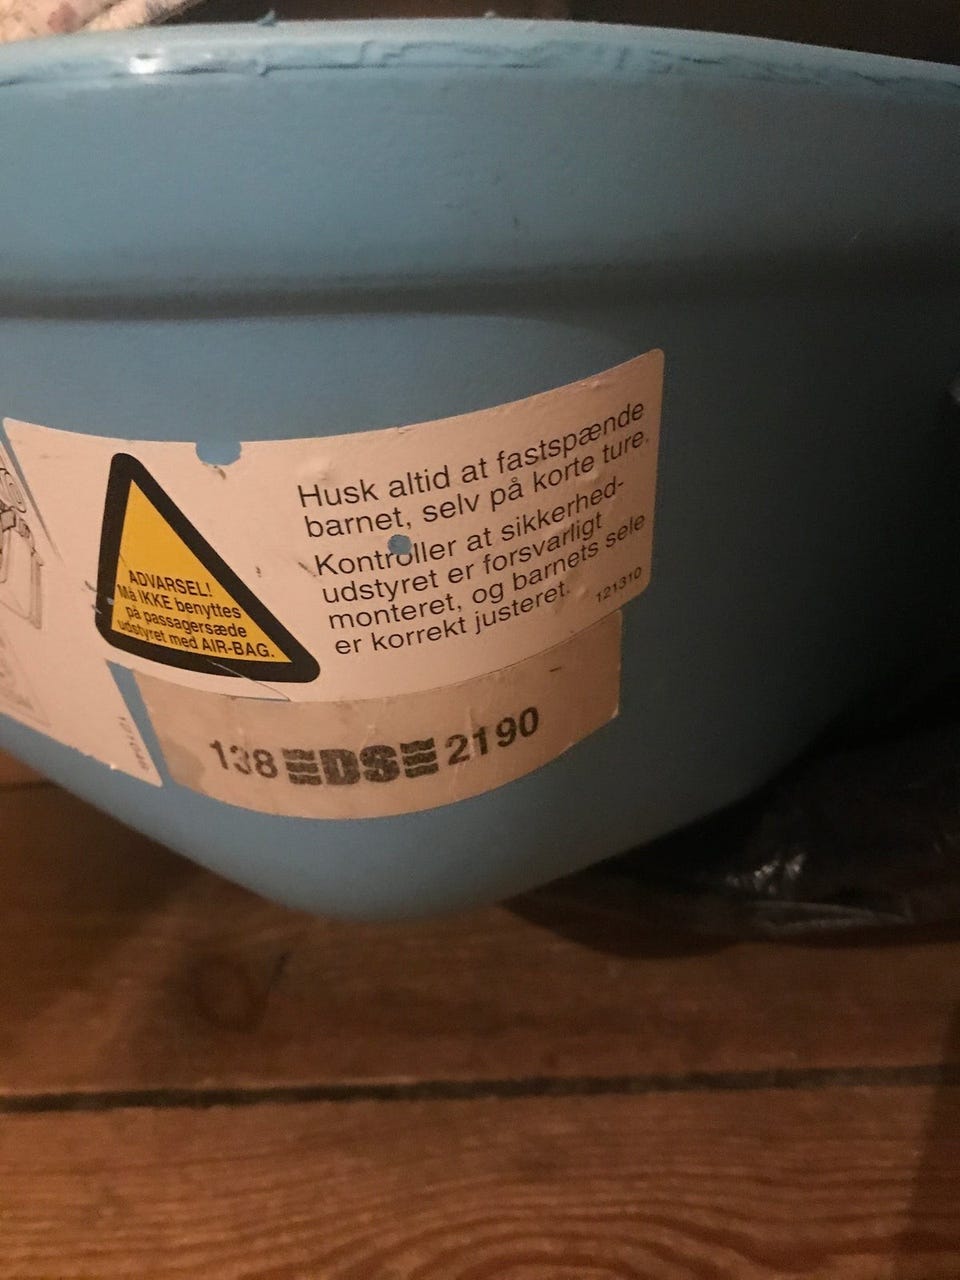 Husk altid at fastspænde
barnet, selv på korte ture.
Kontroller at sikkerhed-
udstyret er forsvarligt
monteret, og barnets sele
er korrekt justeret.
121310
ADVARSEL!
Må IKKE benyttes
på passagersæde
udstyret med AIR-BAG.
138 DS 2190